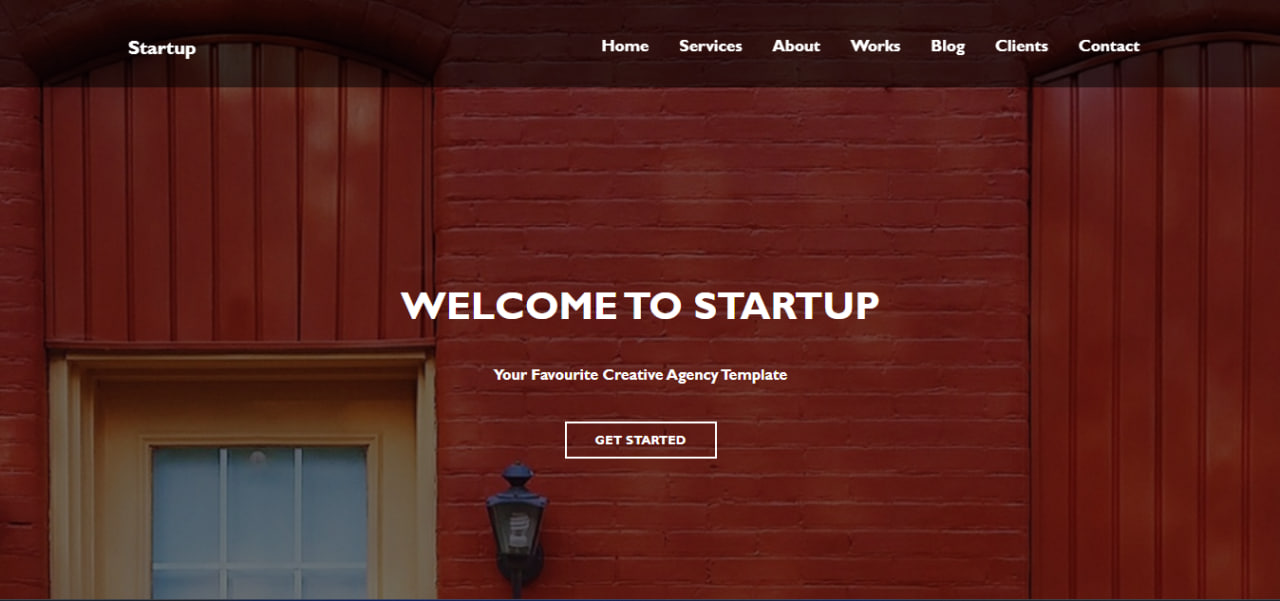 Startup
Home Services About Works Blog Clients Contact
WELCOME TO STARTUP
Your Favourite Creative Agency Template
GET STARTED